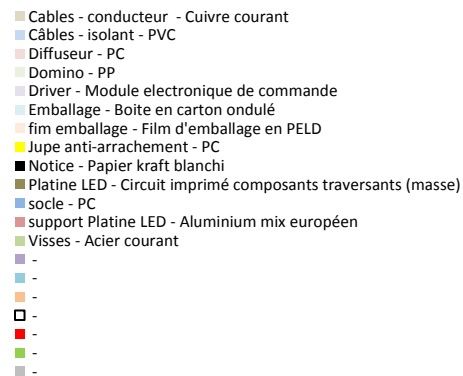 Cables - conducteur - Cuivre courant
Câbles - isolant - PVC
Diffuseur - PC
Domino - PP
Driver - Module electronique de commande
Emballage - Boite en carton ondulé
fim emballage - Film d'emballage en PELD
Jupe anti-arrachement - PC
Notice - Papier kraft blanchi
Platine LED - Circuit imprimé composants traversants (masse)
socle - PC
support Platine LED - Aluminium mix européen
Visses - Acier courant
-
-
-
-
-
-
-